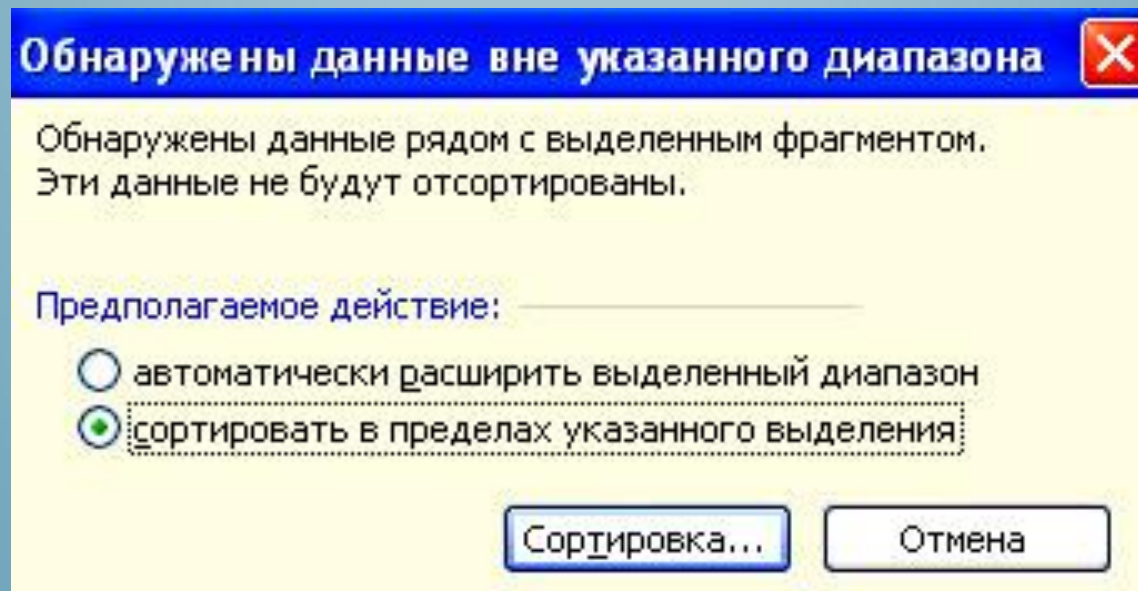 Обнаружены данные вне указанного диапазона
Обнаружены данные рядом с выделенным фрагментом.
Эти данные не будут отсортированы.
Предполагаемое действие:
автоматически расширить выделенный диапазон
сортировать в пределах указанного выделения
Сортировка...
Отмена